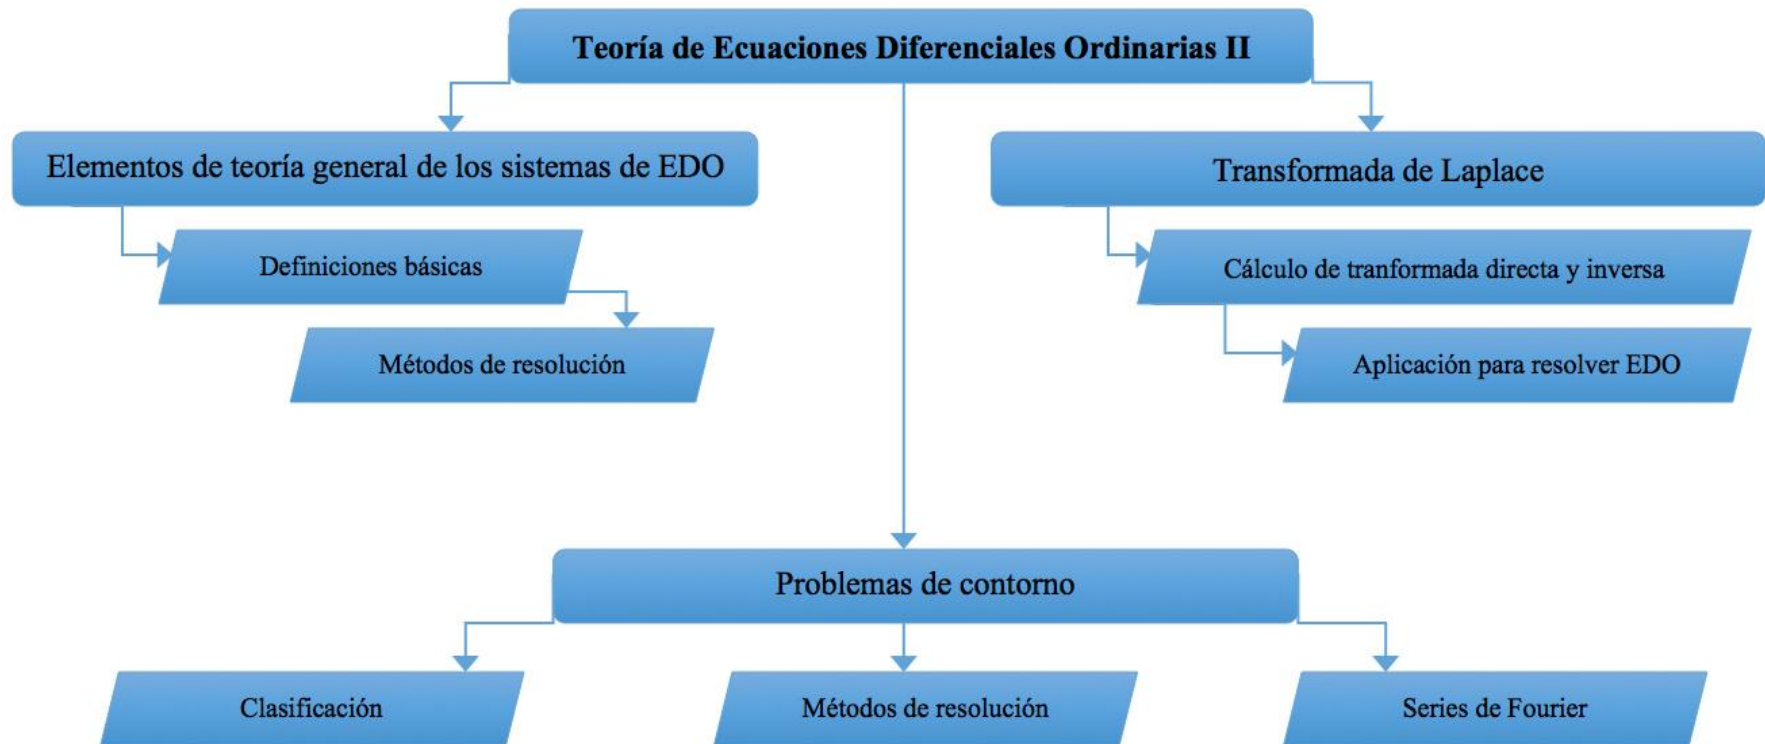 Teoría de Ecuaciones Diferenciales Ordinarias II
Elementos de teoría general de los sistemas de EDO
Definiciones básicas
Métodos de resolución
Transformada de Laplace
Cálculo de tranformada directa y inversa
Aplicación para resolver EDO
Problemas de contorno
Clasificación
Métodos de resolución
Series de Fourier